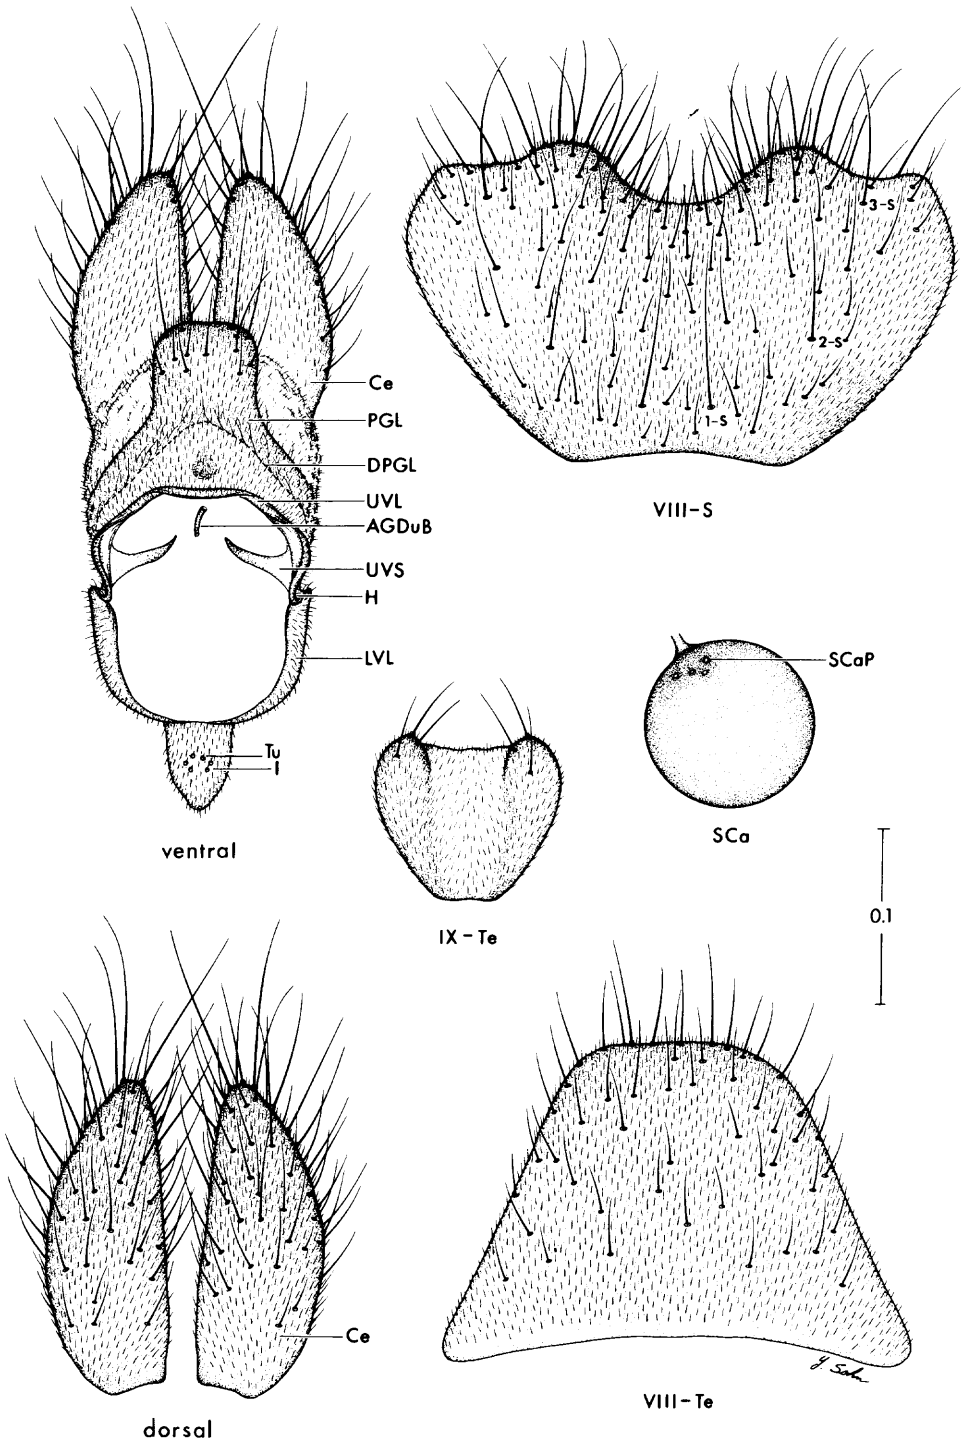 3-S
2-S
1-S
VIII-S
Ce
PGL
DPGL
UVL
AGDuB
UVS
H
LVL
Tu
I
ventral
SCaP
SCa
IX-Te
0.1
Ce
dorsal
VIII-Te